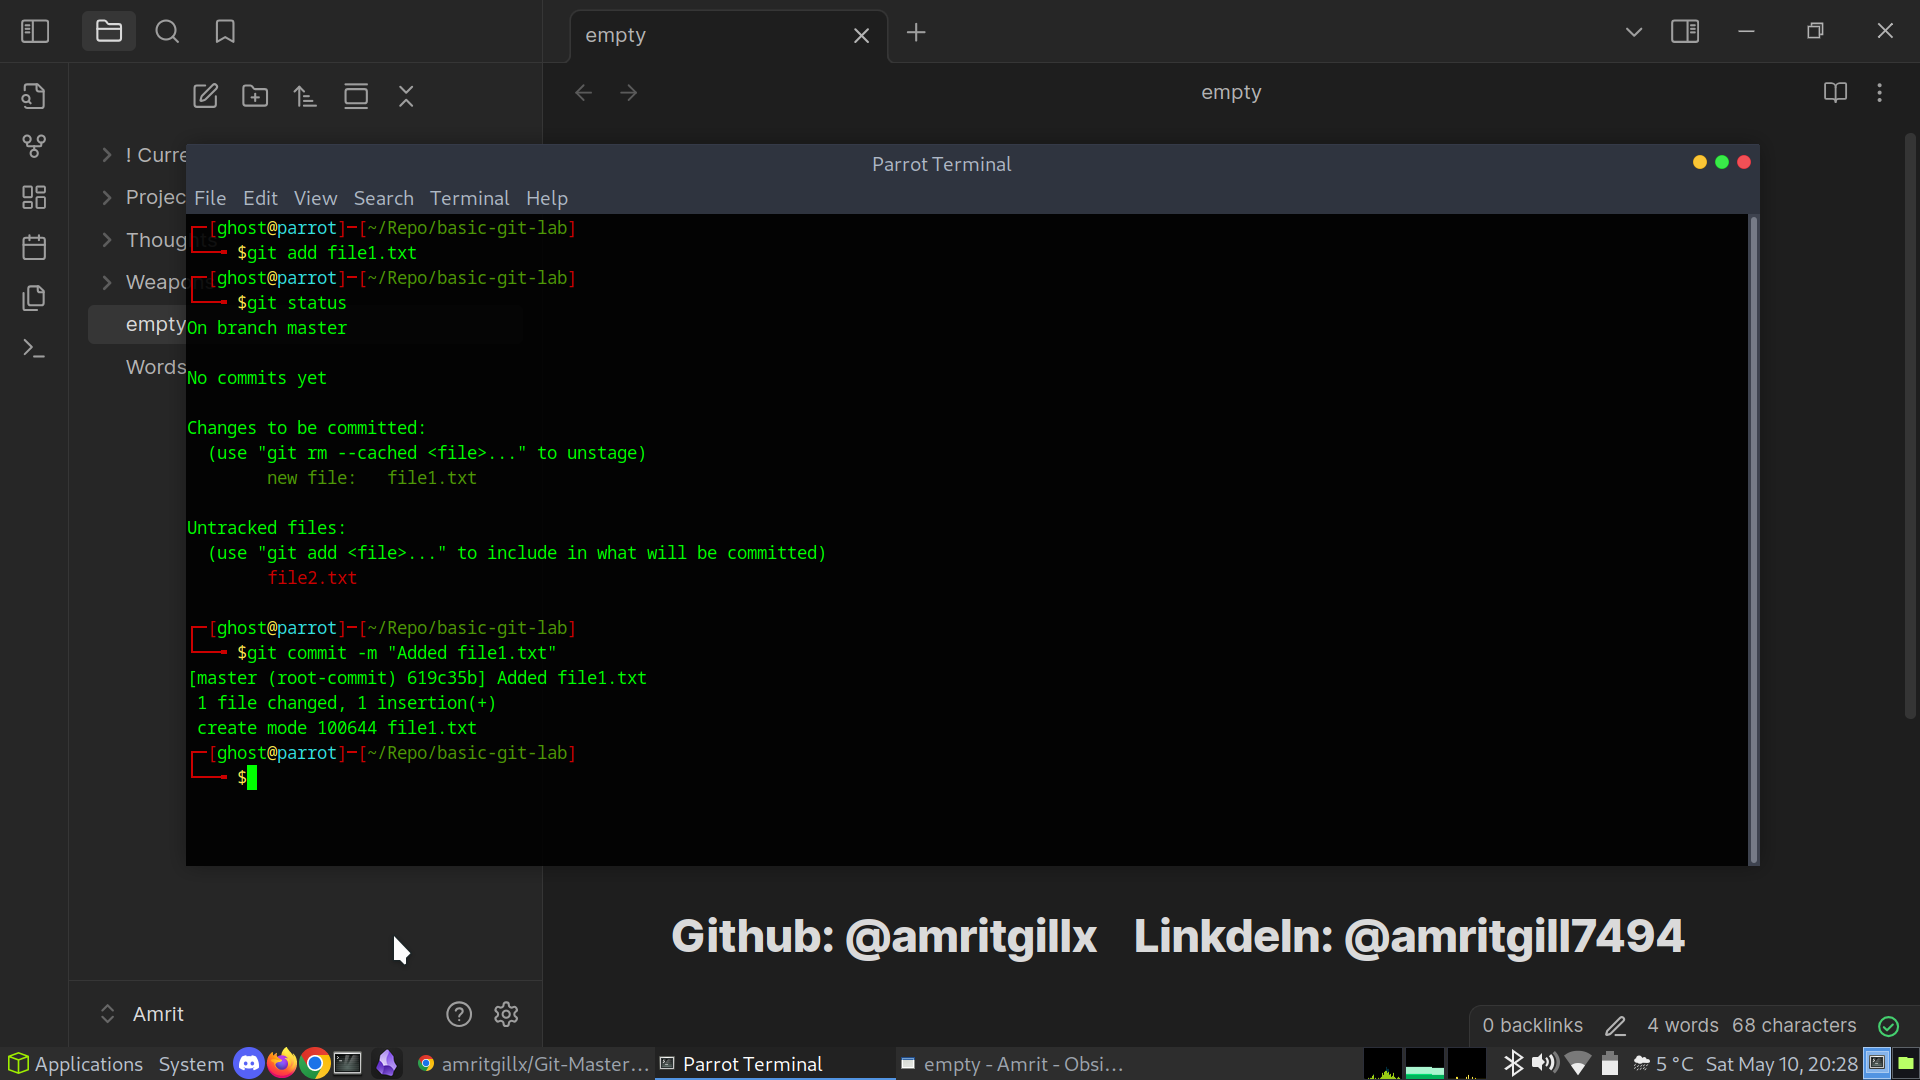 empty
empty
! Curre
Projec
Though
Weapo
empty
Words
Parrot Terminal
File Edit View Search Terminal Help
┌─[ghost@parrot]─[~/Repo/basic-git-lab]
└──╼ $git add file1.txt
┌─[ghost@parrot]─[~/Repo/basic-git-lab]
└──╼ $git status
On branch master
No commits yet
Changes to be committed:
(use "git rm --cached <file>..." to unstage)
new file: file1.txt
Untracked files:
(use "git add <file>..." to include in what will be committed)
file2.txt
┌─[ghost@parrot]─[~/Repo/basic-git-lab]
└──╼ $git commit -m "Added file1.txt"
[master (root-commit) 619c35b] Added file1.txt
1 file changed, 1 insertion(+)
create mode 100644 file1.txt
┌─[ghost@parrot]─[~/Repo/basic-git-lab]
└──╼ $
Github: @amritgillx LinkdeIn: @amritgill7494
Amrit
0 backlinks 4 words 68 characters
Applications System amritgillx/Git-Master... Parrot Terminal empty - Amrit - Obsi... 5 °C Sat May 10, 20:28